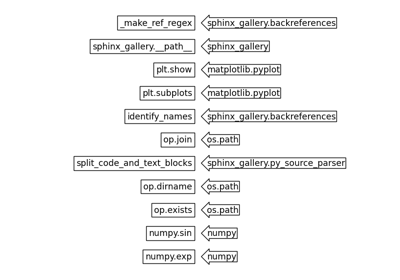 _make_ref_regex sphinx_gallery.backreferences
sphinx_gallery.__path__ sphinx_gallery
plt.show matplotlib.pyplot
plt.subplots matplotlib.pyplot
identify_names sphinx_gallery.backreferences
op.join os.path
split_code_and_text_blocks sphinx_gallery.py_source_parser
op.dirname os.path
op.exists os.path
numpy.sin numpy
numpy.exp numpy